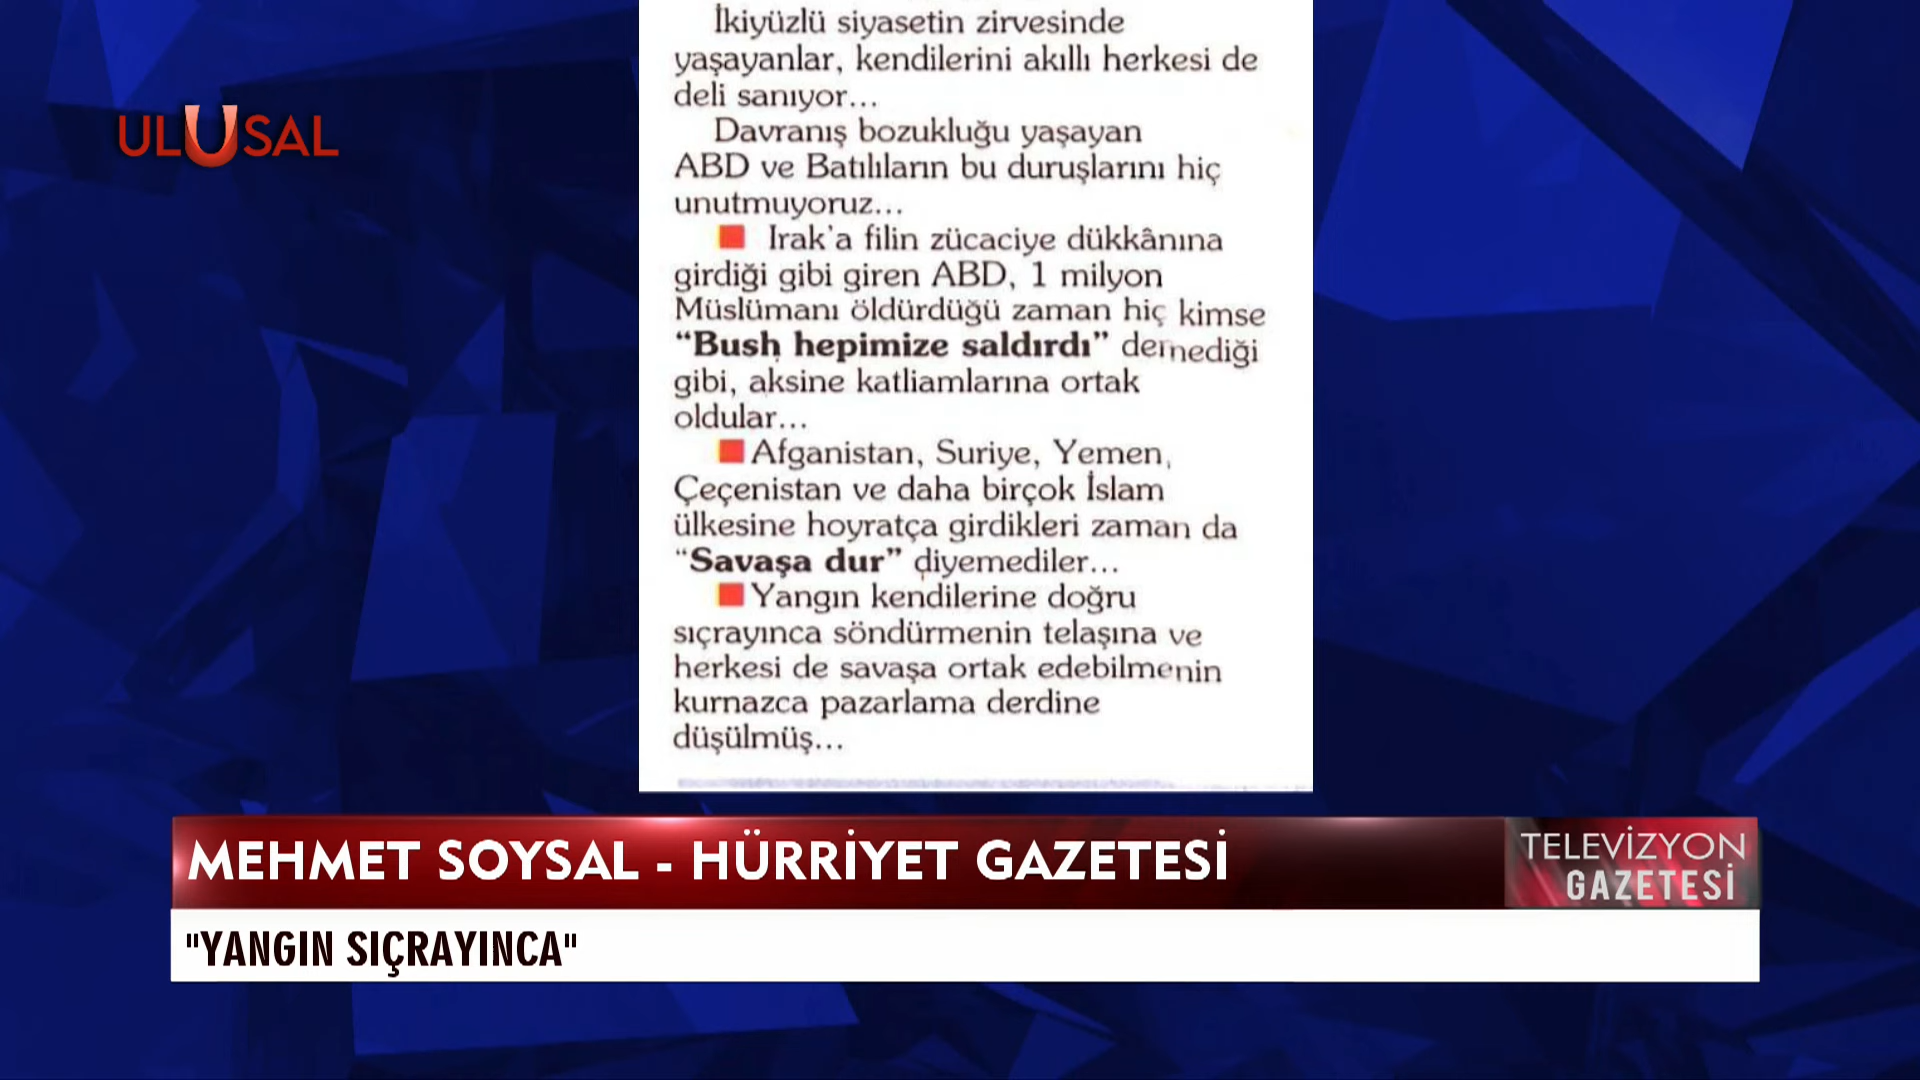 İkiyüzlü siyasetin zirvesinde
yaşayanlar, kendilerini akıllı herkesi de
deli sanıyor...
Davranış bozukluğu yaşayan
ABD ve Batılıların bu duruşlarını hiç
unutmuyoruz...
Irak'a filin zücaciye dükkânına
girdiği gibi giren ABD, 1 milyon
Müslümanı öldürdüğü zaman hiç kimse
“Bush hepimize saldırdı” demediği
gibi, aksine katliamlarına ortak
oldular...
Afganistan, Suriye, Yemen,
Çeçenistan ve daha birçok İslam
ülkesine hoyratça girdikleri zaman da
“Savaşa dur” diyemediler...
Yangın kendilerine doğru
sıçrayınca söndürmenin telaşına ve
herkesi de savaşa ortak edebilmenin
kurnazca pazarlama derdine
düşülmüş...
ULUSAL
MEHMET SOYSAL - HÜRRİYET GAZETESİ
TELEVİZYON
GAZETESİ
"YANGIN SIÇRAYINCA"